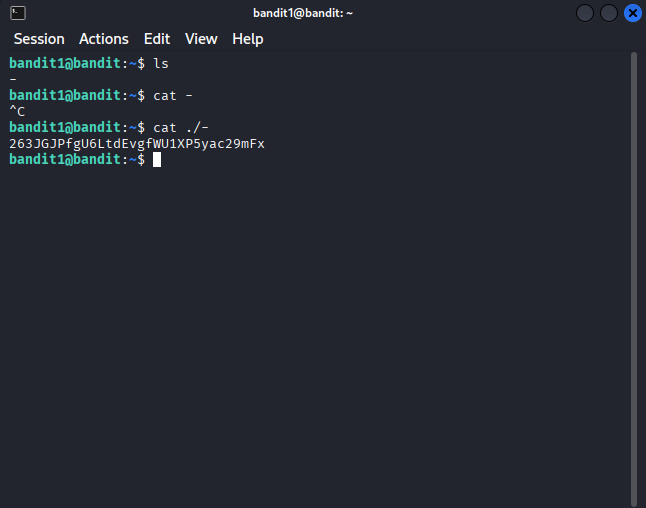 bandit1@bandit: ~
Session Actions Edit View Help
bandit1@bandit:~$ ls
-
bandit1@bandit:~$ cat -
^C
bandit1@bandit:~$ cat ./-
263JGJPfgU6LtdEvgfWU1XP5yac29mFx
bandit1@bandit:~$